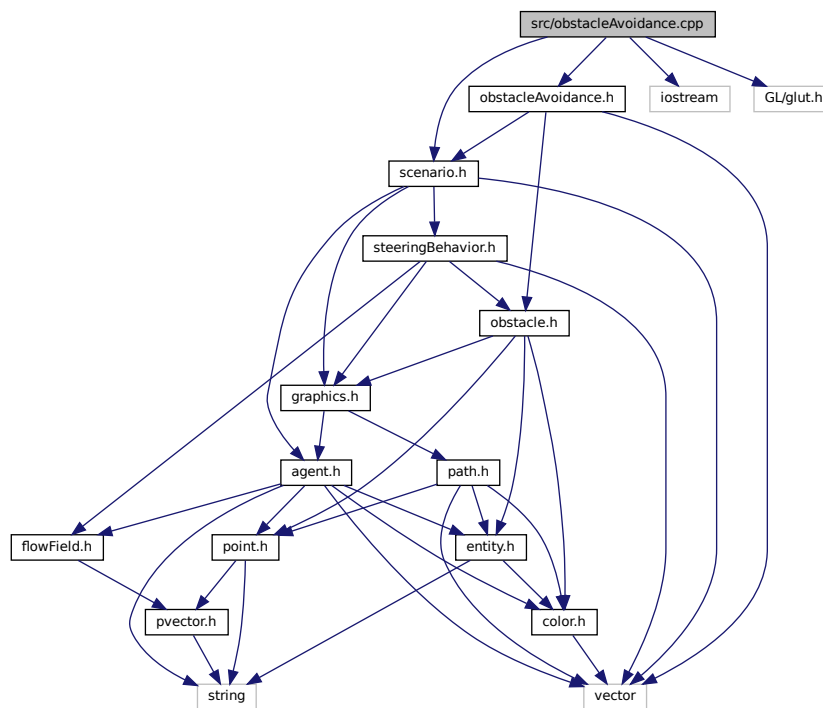 src/obstacleAvoidance.cpp
obstacleAvoidance.h
iostream
GL/glut.h
scenario.h
steeringBehavior.h
obstacle.h
graphics.h
agent.h
path.h
flowField.h
point.h
entity.h
pvector.h
color.h
string
vector